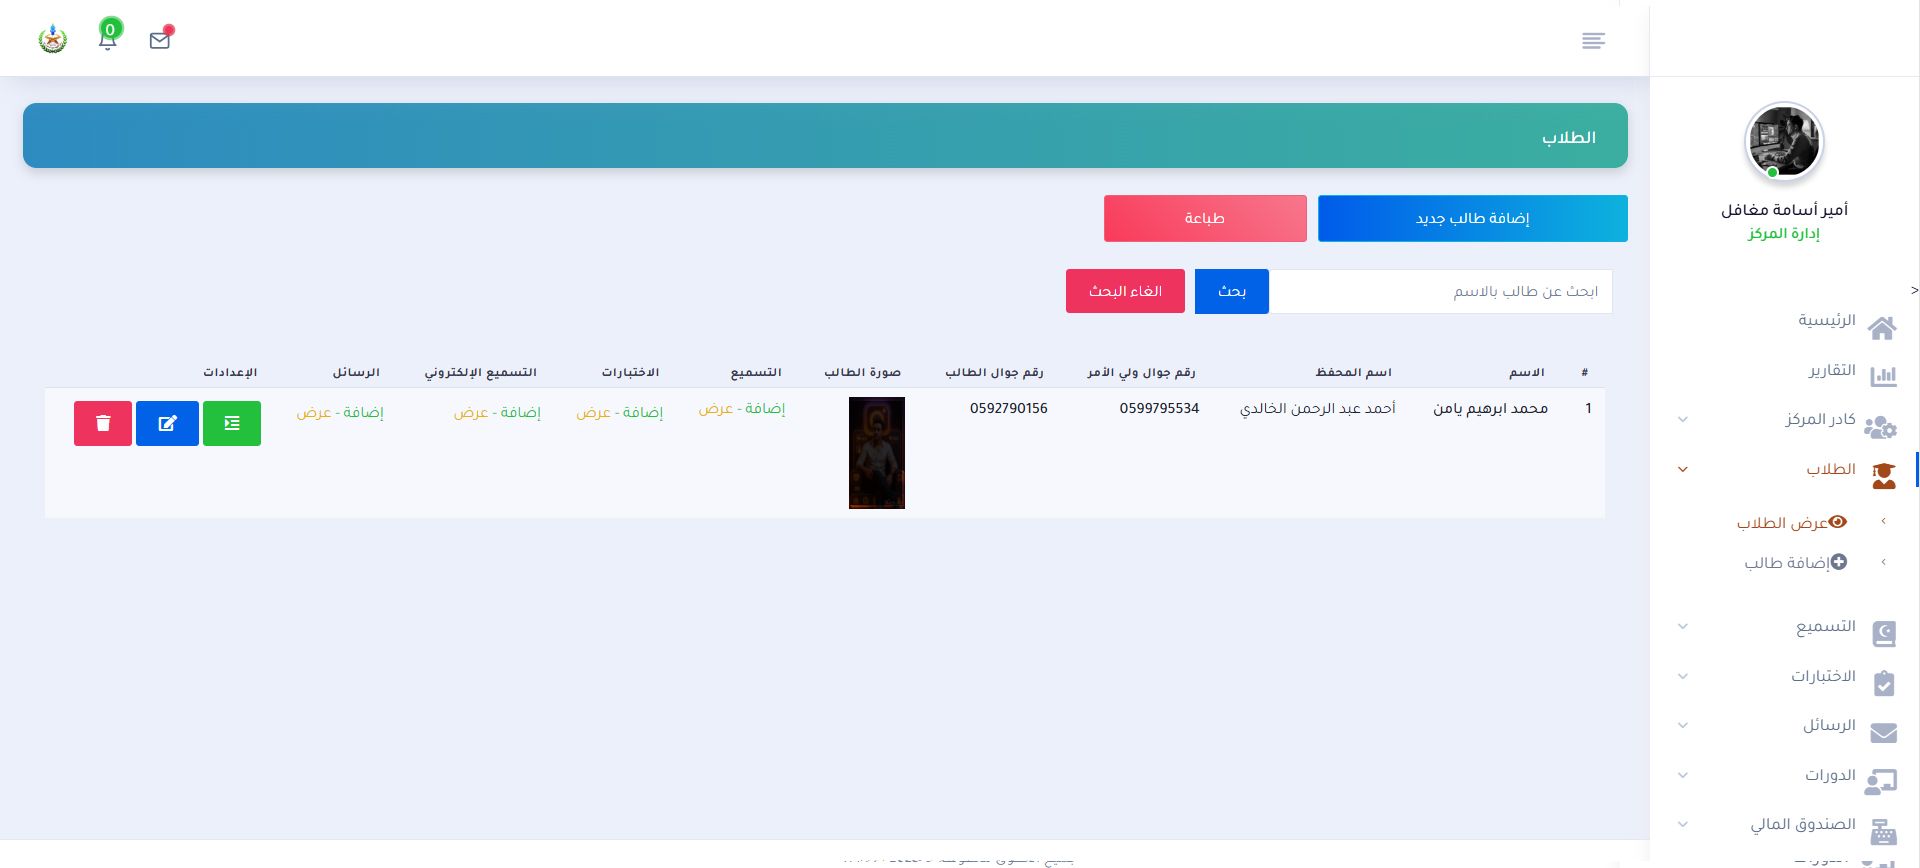 0
أمير أسامة مغافل
إدارة المركز
>
الرئيسية
التقارير
كادر المركز
الطلاب
عرض الطلاب
إضافة طالب
التسميع
الاختبارات
الرسائل
الدورات
الصندوق المالي
الطلاب
إضافة طالب جديد
طباعة
ابحث عن طالب بالاسم
بحث
الغاء البحث
# الاسم اسم المحفظ رقم جوال ولي الأمر رقم جوال الطالب صورة الطالب التسميع الاختبارات التسميع الإلكتروني الرسائل الإعدادات
1 محمد ابرهيم يامن أحمد عبد الرحمن الخالدي 0599795534 0592790156 إضافة - عرض إضافة - عرض إضافة - عرض إضافة - عرض